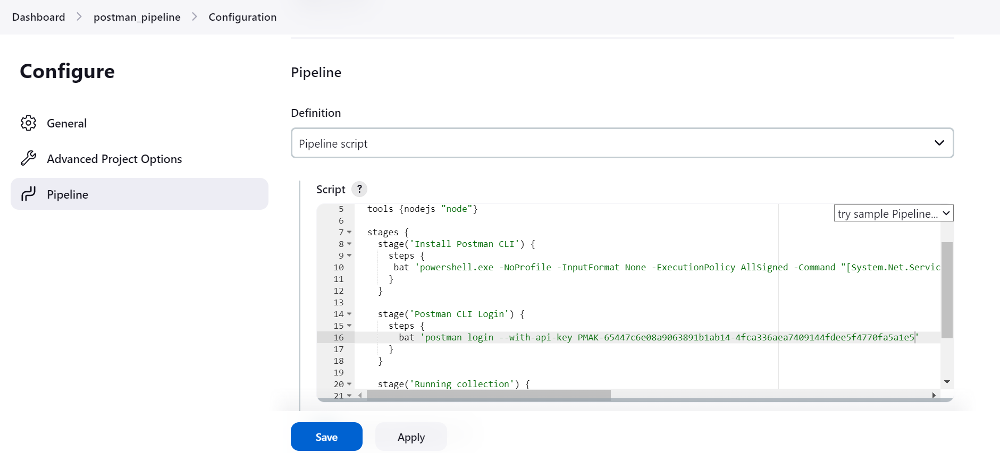 Dashboard > postman_pipeline > Configuration
Configure
General
Advanced Project Options
Pipeline
Pipeline
Definition
Pipeline script
Script ?
try sample Pipeline...
5 tools {nodejs "node"}
6
7 stages {
8 stage('Install Postman CLI') {
9 steps {
10 bat 'powershell.exe -NoProfile -InputFormat None -ExecutionPolicy AllSigned -Command "[System.Net.Servic
11 }
12 }
13
14 stage('Postman CLI Login') {
15 steps {
16 bat 'postman login --with-api-key PMAK-65447c6e08a9063891b1ab14-4fca336aea7409144fdee5f4770fa5a1e5'
17 }
18 }
19
20 stage('Running collection') {
21
Save
Apply